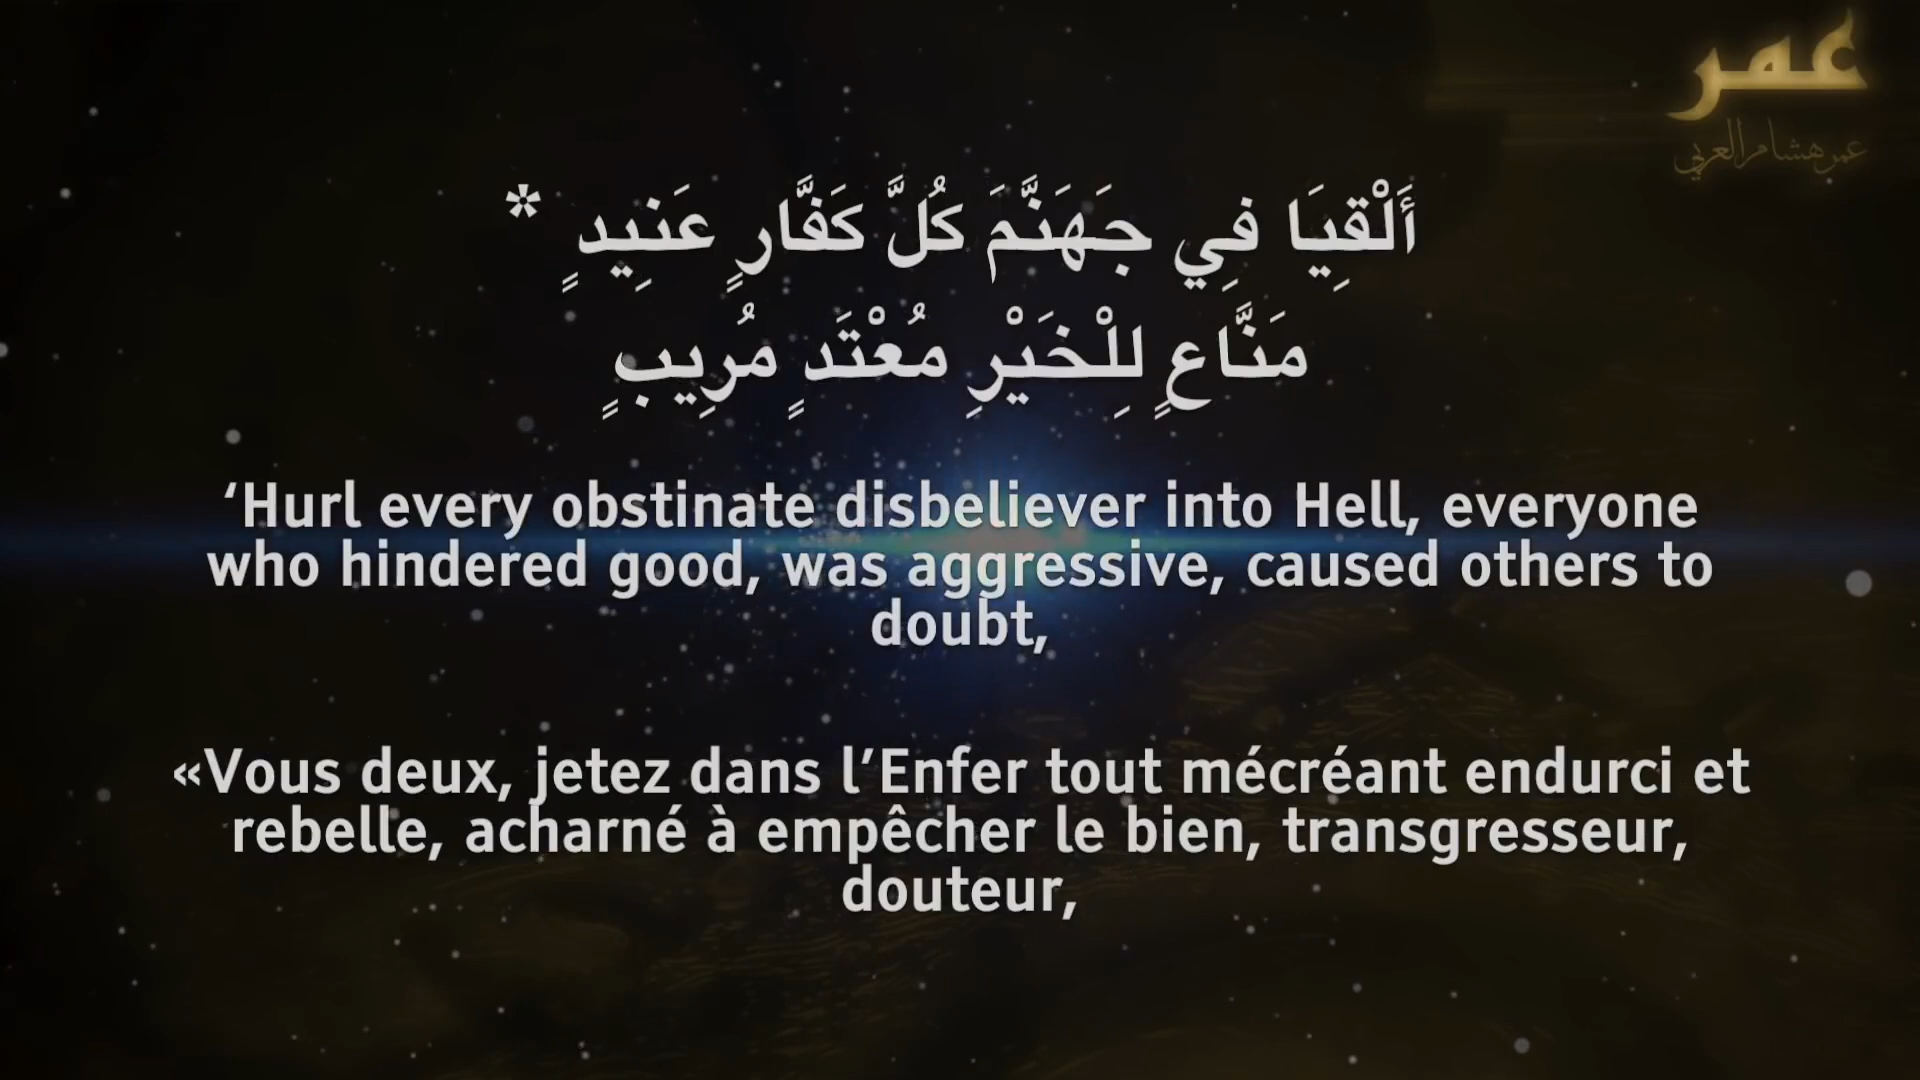 عمر
عمر هشام العربي
أَلْقِيَا فِي جَهَنَّمَ كُلَّ كَفَّارٍ عَنِيدٍ *
مَنَّاعٍ لِلْخَيْرِ مُعْتَدٍ مُرِيبٍ
‘Hurl every obstinate disbeliever into Hell, everyone
who hindered good, was aggressive, caused others to
doubt,
«Vous deux, jetez dans l’Enfer tout mécréant endurci et
rebelle, acharné à empêcher le bien, transgresseur,
douteur,